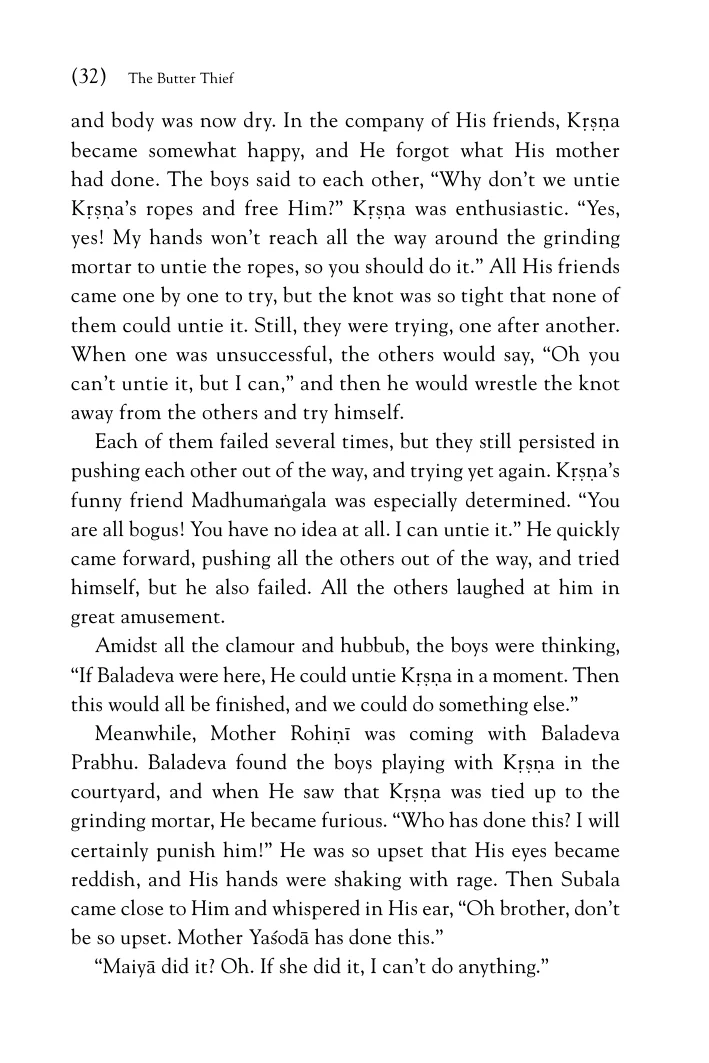 (32) The Butter Thief
and body was now dry. In the company of His friends, Kṛṣṇa
became somewhat happy, and He forgot what His mother
had done. The boys said to each other, “Why don’t we untie
Kṛṣṇa’s ropes and free Him?” Kṛṣṇa was enthusiastic. “Yes,
yes! My hands won’t reach all the way around the grinding
mortar to untie the ropes, so you should do it.” All His friends
came one by one to try, but the knot was so tight that none of
them could untie it. Still, they were trying, one after another.
When one was unsuccessful, the others would say, “Oh you
can’t untie it, but I can,” and then he would wrestle the knot
away from the others and try himself.
Each of them failed several times, but they still persisted in
pushing each other out of the way, and trying yet again. Kṛṣṇa’s
funny friend Madhumaṅgala was especially determined. “You
are all bogus! You have no idea at all. I can untie it.” He quickly
came forward, pushing all the others out of the way, and tried
himself, but he also failed. All the others laughed at him in
great amusement.
Amidst all the clamour and hubbub, the boys were thinking,
“If Baladeva were here, He could untie Kṛṣṇa in a moment. Then
this would all be finished, and we could do something else.”
Meanwhile, Mother Rohiṇī was coming with Baladeva
Prabhu. Baladeva found the boys playing with Kṛṣṇa in the
courtyard, and when He saw that Kṛṣṇa was tied up to the
grinding mortar, He became furious. “Who has done this? I will
certainly punish him!” He was so upset that His eyes became
reddish, and His hands were shaking with rage. Then Subala
came close to Him and whispered in His ear, “Oh brother, don’t
be so upset. Mother Yaśodā has done this.”
“Maiyā did it? Oh. If she did it, I can’t do anything.”